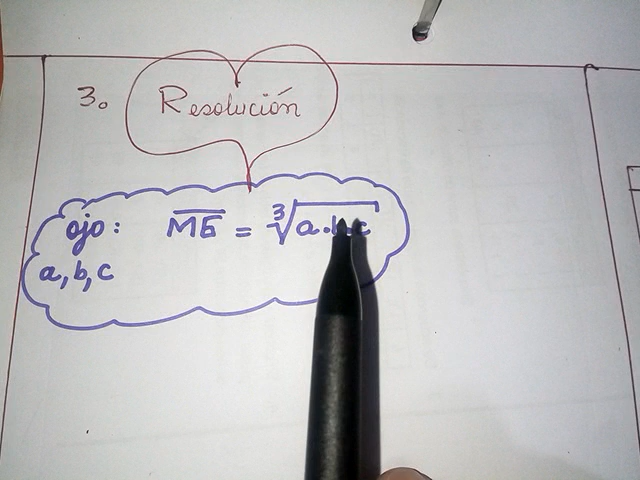 3. Resolución
ojo: M͞G͞ = ∛a.b.c
a, b, c